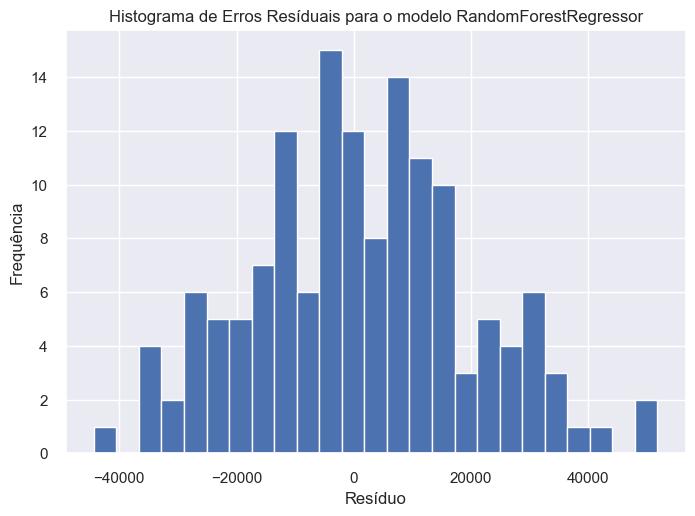 Histograma de Erros Resíduais para o modelo RandomForestRegressor
14
12
10
8
6
4
2
0
Frequência
−40000 −20000 0 20000 40000
Resíduo